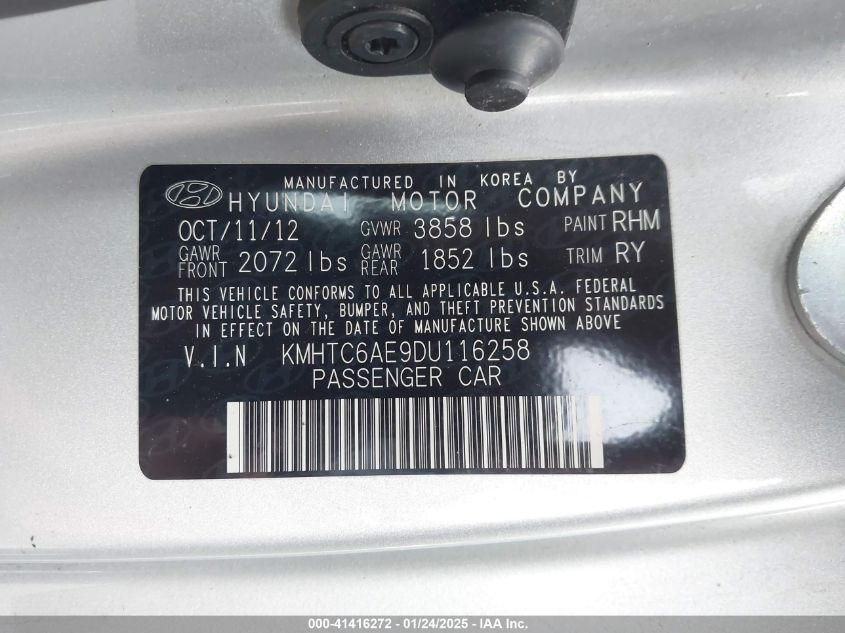 MANUFACTURED IN KOREA BY
HYUNDAI MOTOR COMPANY
OCT/11/12 GVWR 3858 lbs PAINT RHM
GAWR FRONT 2072 lbs GAWR REAR 1852 lbs TRIM RY
THIS VEHICLE CONFORMS TO ALL APPLICABLE U.S.A. FEDERAL
MOTOR VEHICLE SAFETY, BUMPER, AND THEFT PREVENTION STANDARDS
IN EFFECT ON THE DATE OF MANUFACTURE SHOWN ABOVE
V.I.N KMHTC6AE9DU116258
PASSENGER CAR
000-41416272 - 01/24/2025 - IAA Inc.